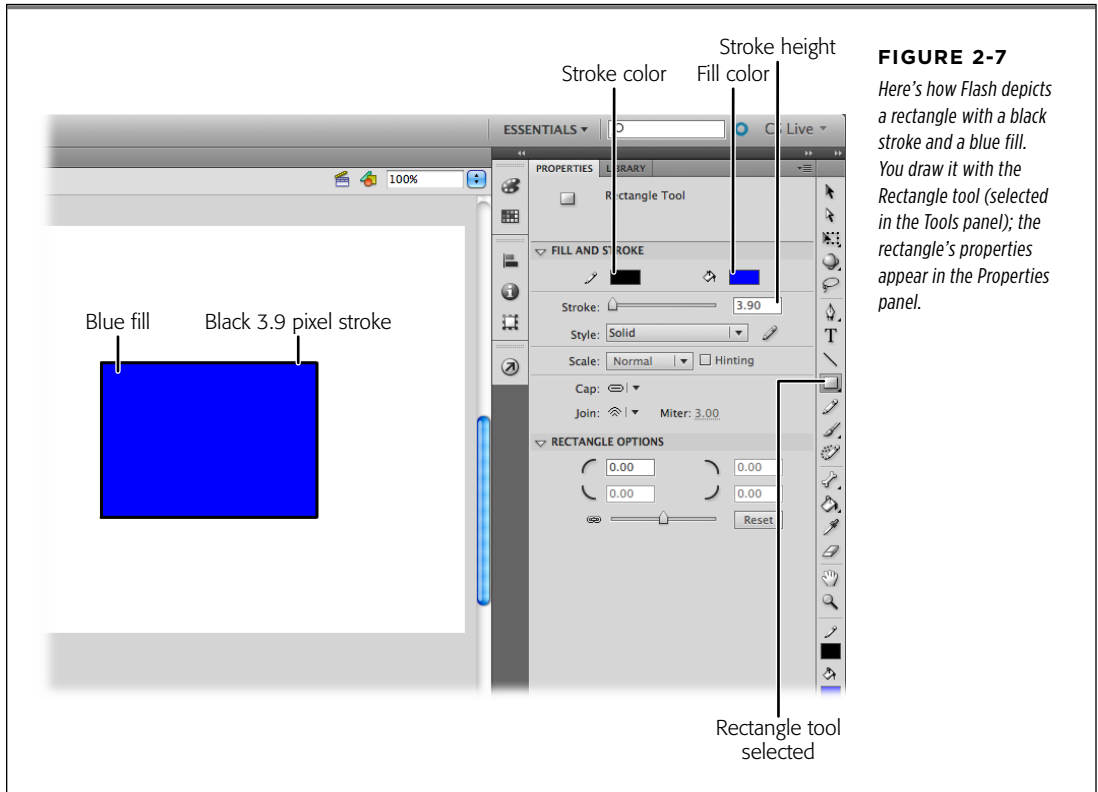 Stroke height
Stroke color
Fill color
FIGURE 2-7
Here's how Flash depicts
a rectangle with a black
stroke and a blue fill.
You draw it with the
Rectangle tool (selected
in the Tools panel); the
rectangle's properties
appear in the Properties
panel.
ESSENTIALS
CS Live
100%
PROPERTIES
LIBRARY
Rectangle Tool
FILL AND STROKE
Stroke:
3.90
Style:
Solid
Scale:
Normal
Hinting
Cap:
Join:
Miter: 3.00
RECTANGLE OPTIONS
0.00
0.00
0.00
0.00
Reset
T
Blue fill
Black 3.9 pixel stroke
Rectangle tool
selected